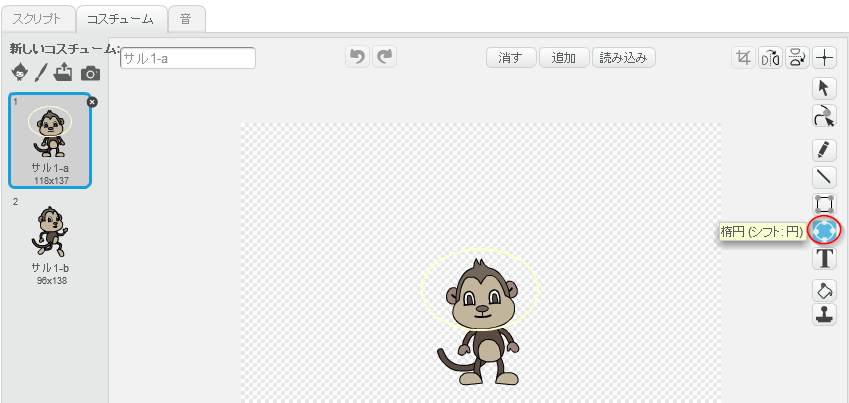 スクリプト
コスチューム
音
新しいコスチューム:
サル1-a
消す
追加
読み込み
1
サル1-a
118x137
2
サル1-b
96x138
楕円 (シフト: 円)
T